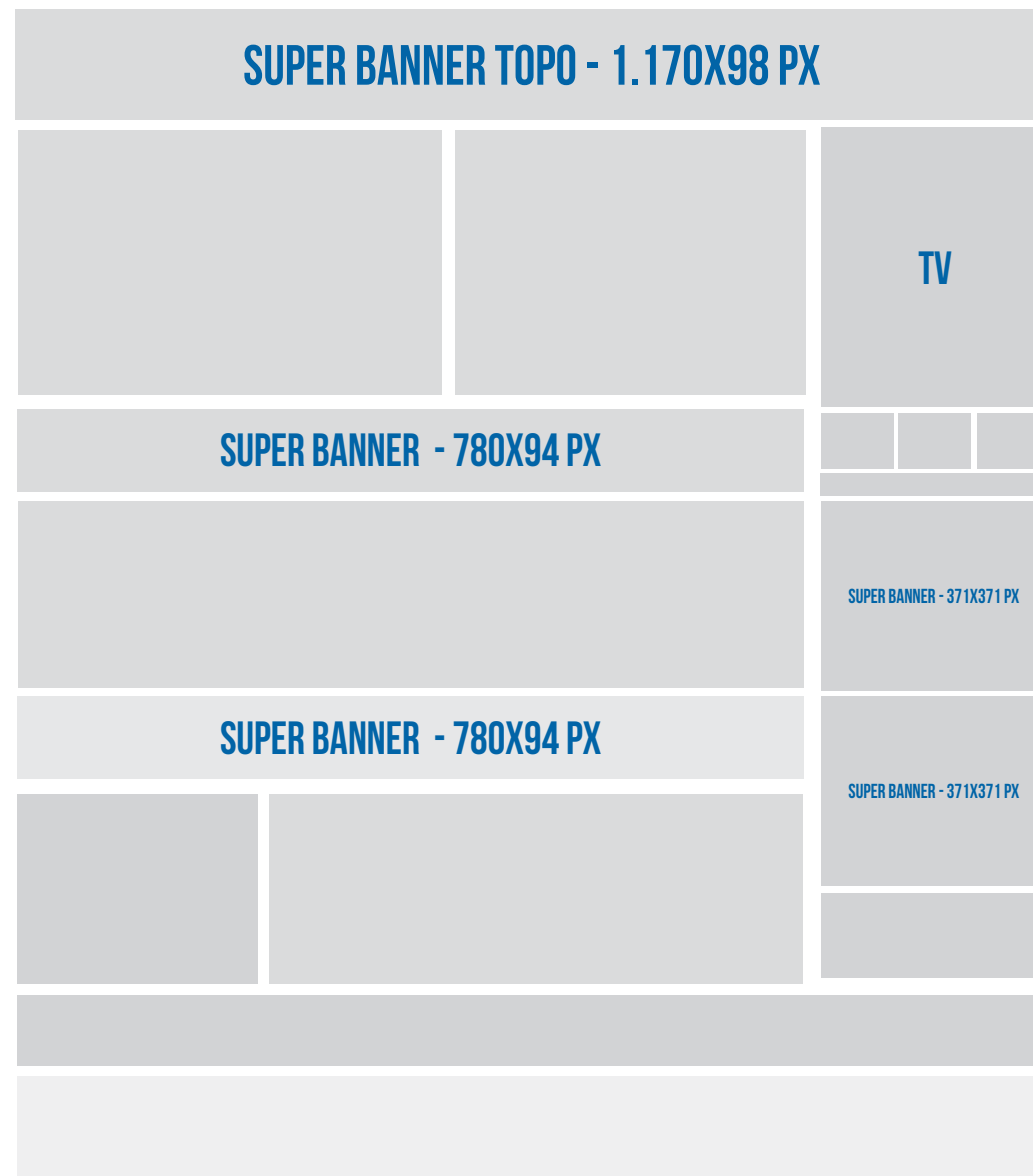 SUPER BANNER TOPO - 1.170X98 PX
TV
SUPER BANNER - 780X94 PX
SUPER BANNER - 371X371 PX
SUPER BANNER - 780X94 PX
SUPER BANNER - 371X371 PX